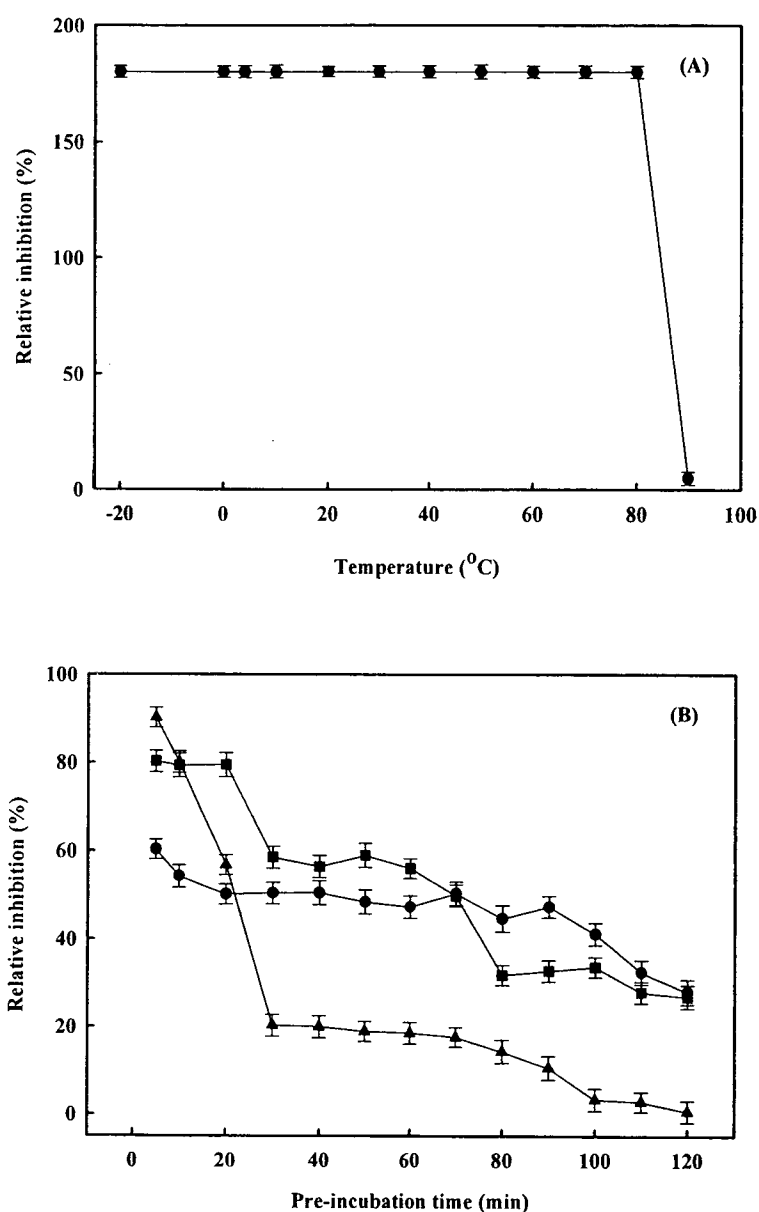 200
(A)
150
100
50
0
Relative inhibition (%)
-20 0 20 40 60 80 100
Temperature (°C)
100
(B)
80
60
40
20
0
Relative inhibition (%)
0 20 40 60 80 100 120
Pre-incubation time (min)